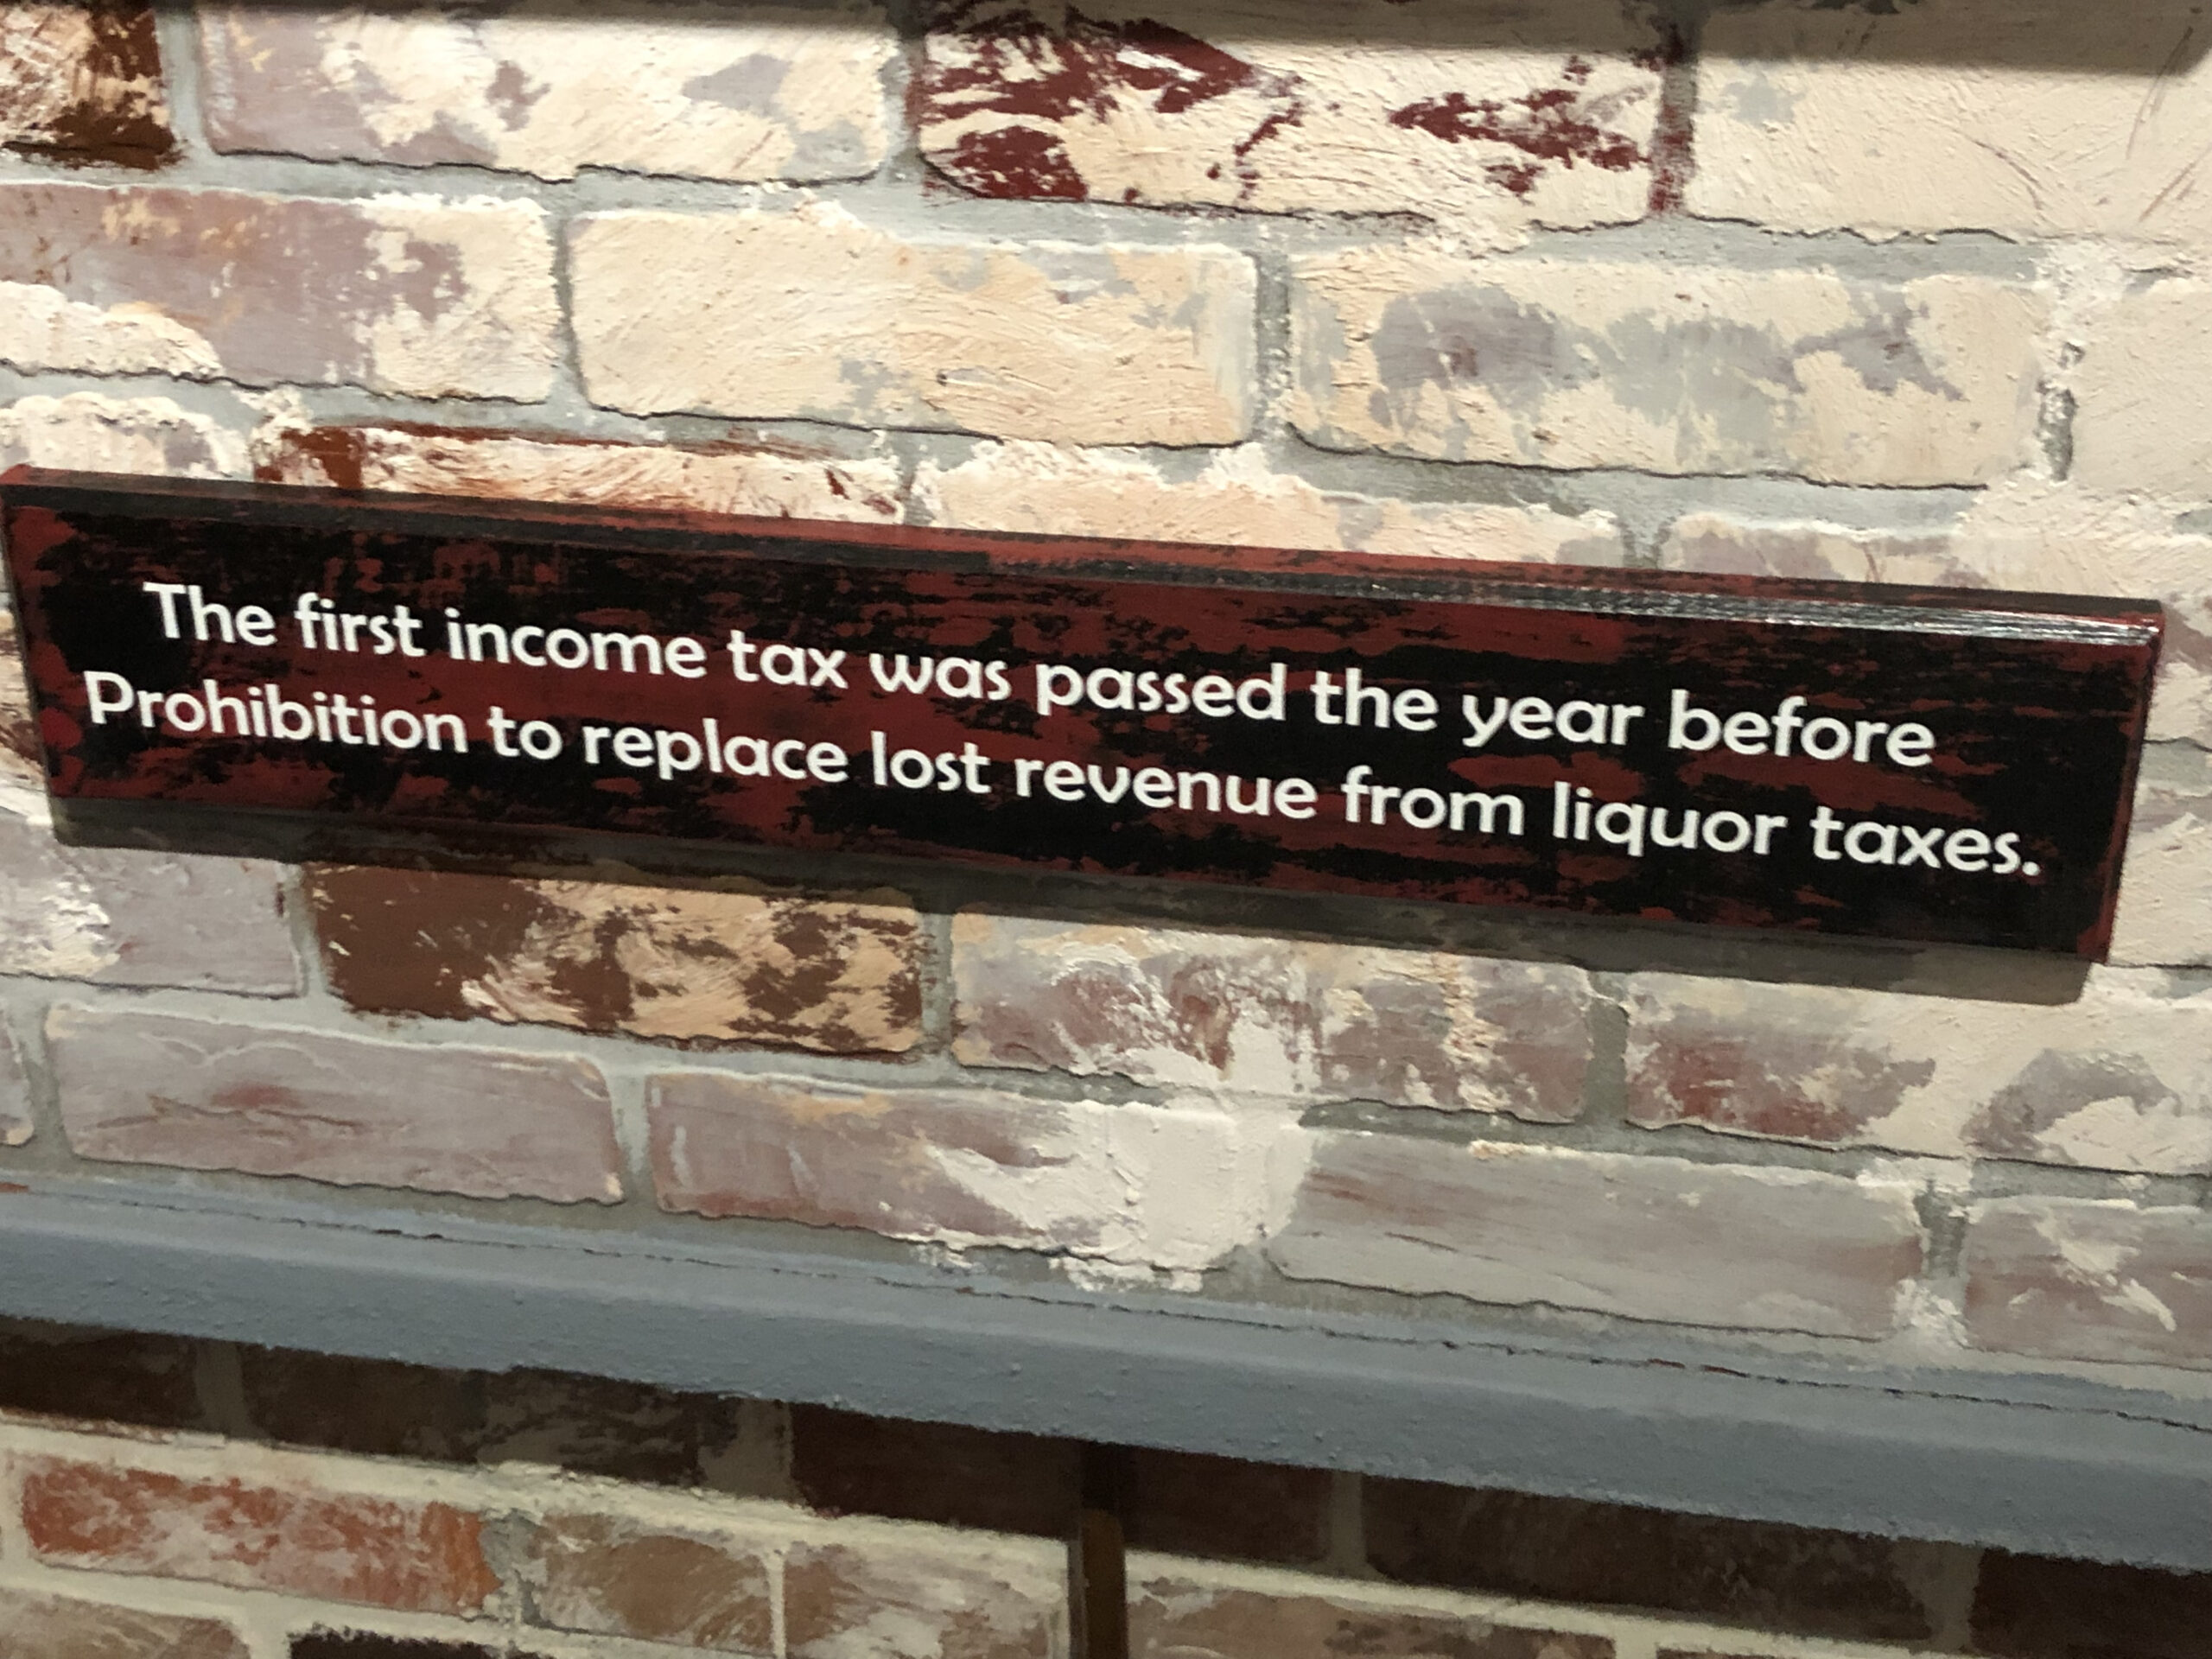 The first income tax was passed the year before
Prohibition to replace lost revenue from liquor taxes.